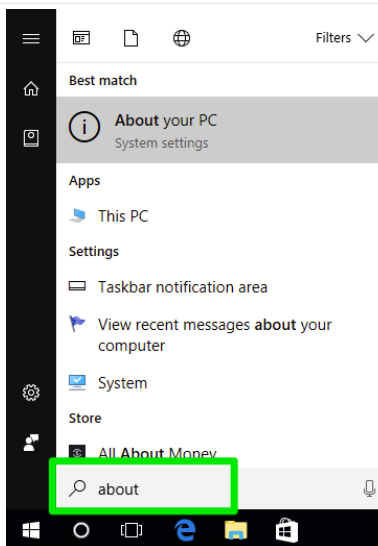 Filters
Best match
About your PC
System settings
Apps
This PC
Settings
Taskbar notification area
View recent messages about your
computer
System
Store
All About Money
about